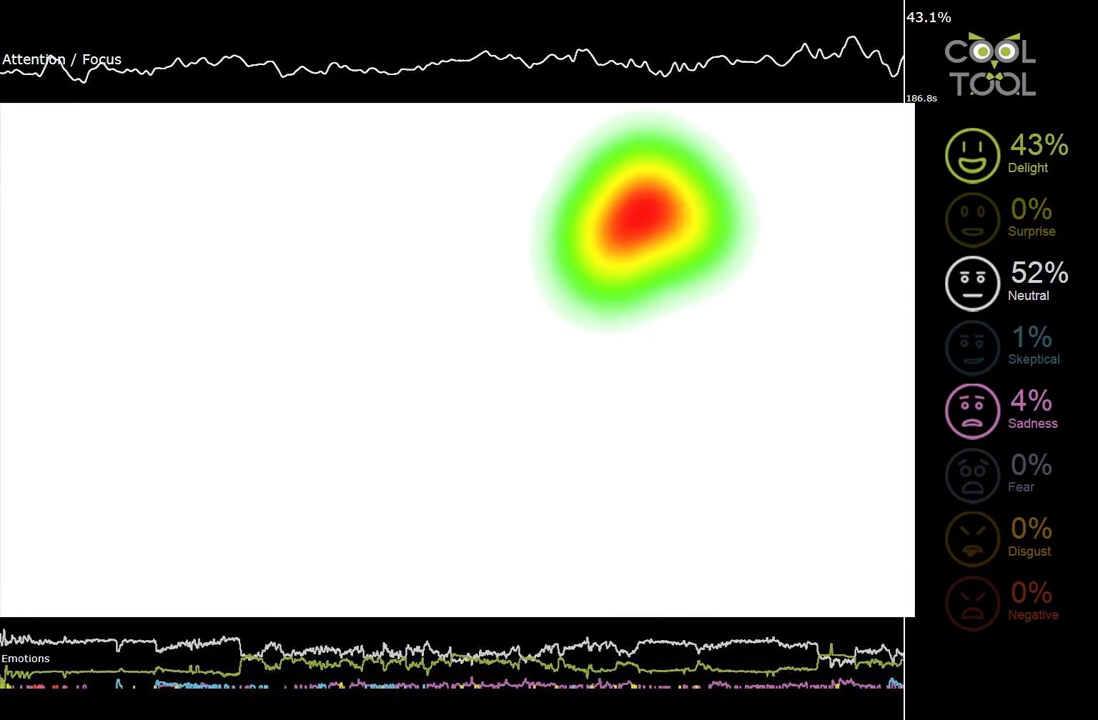 43.1%
Attention / Focus
186.8s
COOL
TOOL
43%
Delight
0%
Surprise
52%
Neutral
1%
Skeptical
4%
Sadness
0%
Fear
0%
Disgust
0%
Negative
Emotions